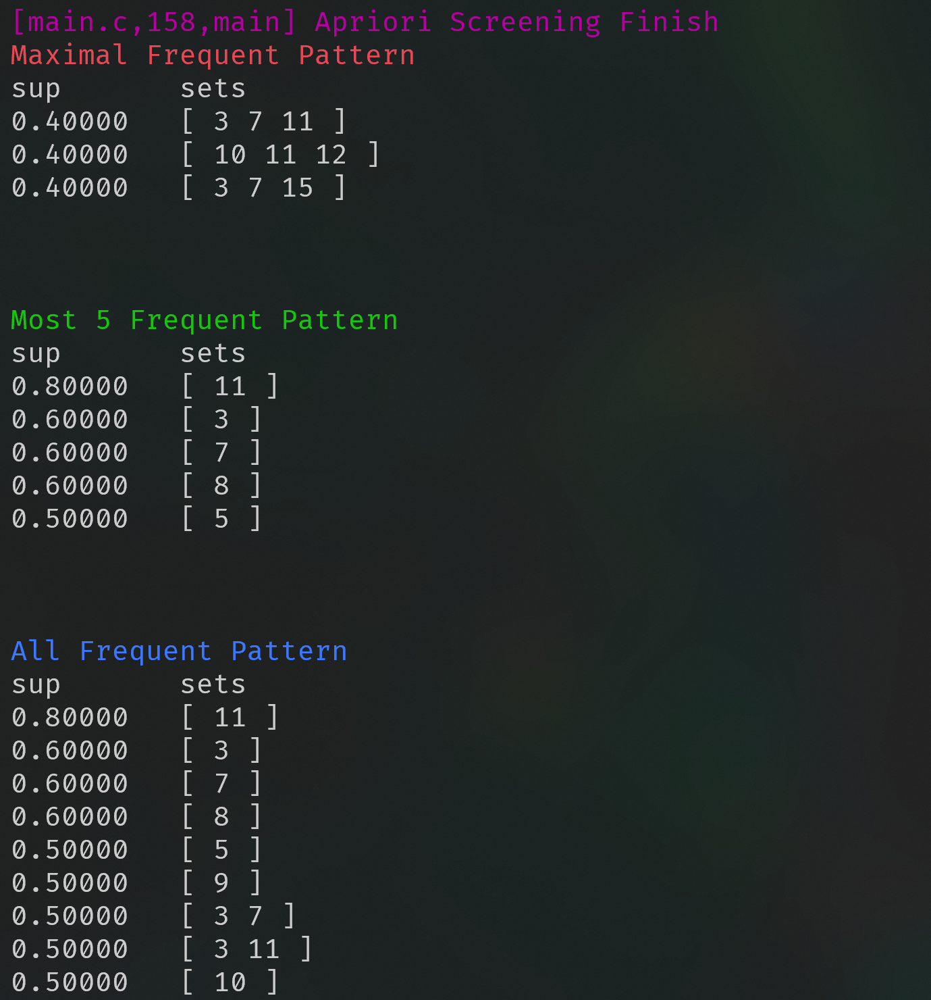 [main.c,158,main] Apriori Screening Finish
Maximal Frequent Pattern
sup sets
0.40000 [ 3 7 11 ]
0.40000 [ 10 11 12 ]
0.40000 [ 3 7 15 ]
Most 5 Frequent Pattern
sup sets
0.80000 [ 11 ]
0.60000 [ 3 ]
0.60000 [ 7 ]
0.60000 [ 8 ]
0.50000 [ 5 ]
All Frequent Pattern
sup sets
0.80000 [ 11 ]
0.60000 [ 3 ]
0.60000 [ 7 ]
0.60000 [ 8 ]
0.50000 [ 5 ]
0.50000 [ 9 ]
0.50000 [ 3 7 ]
0.50000 [ 3 11 ]
0.50000 [ 10 ]